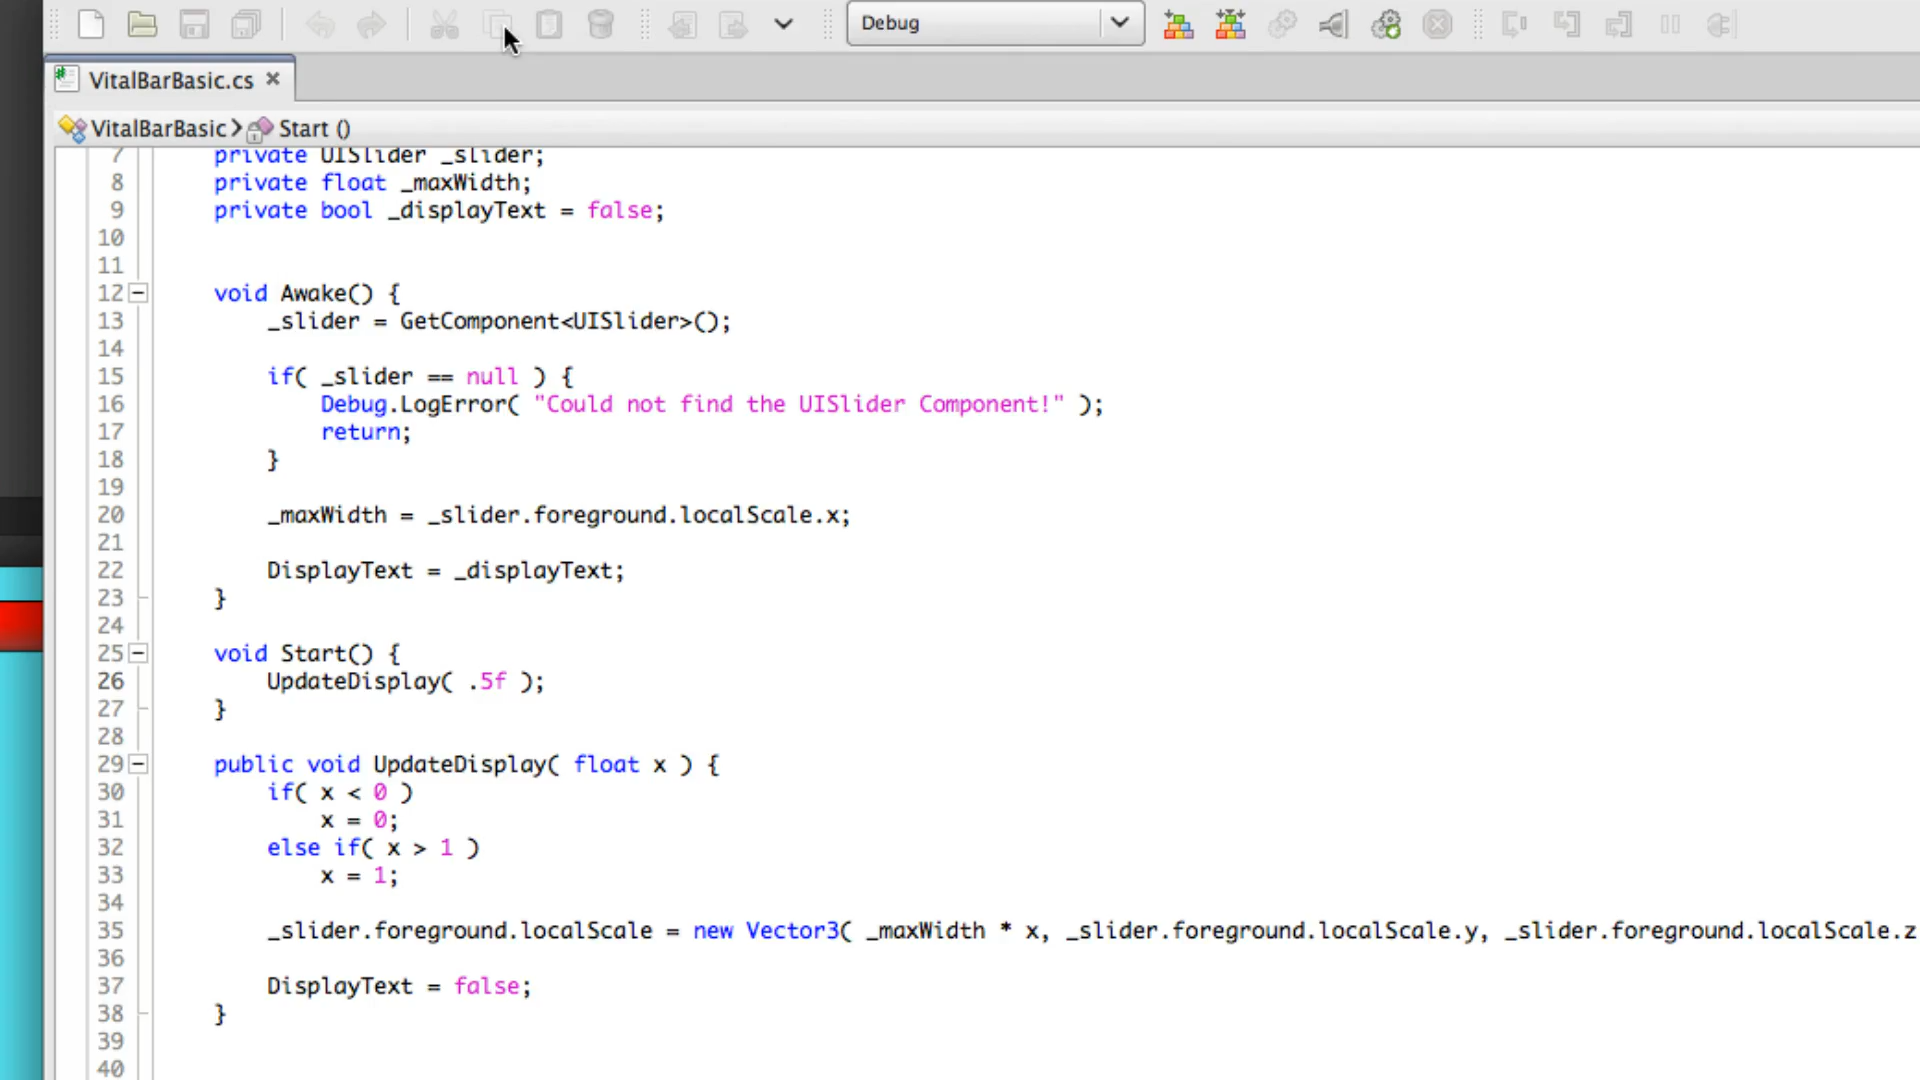 Debug
VitalBarBasic.cs
VitalBarBasic Start ()
7 private UISlider _slider;
8 private float _maxWidth;
9 private bool _displayText = false;
10
11
12 void Awake() {
13 _slider = GetComponent<UISlider>();
14
15 if( _slider == null ) {
16 Debug.LogError( "Could not find the UISlider Component!" );
17 return;
18 }
19
20 _maxWidth = _slider.foreground.localScale.x;
21
22 DisplayText = _displayText;
23 }
24
25 void Start() {
26 UpdateDisplay( .5f );
27 }
28
29 public void UpdateDisplay( float x ) {
30 if( x < 0 )
31 x = 0;
32 else if( x > 1 )
33 x = 1;
34
35 _slider.foreground.localScale = new Vector3( _maxWidth * x, _slider.foreground.localScale.y, _slider.foreground.localScale.z
36
37 DisplayText = false;
38 }
39
40